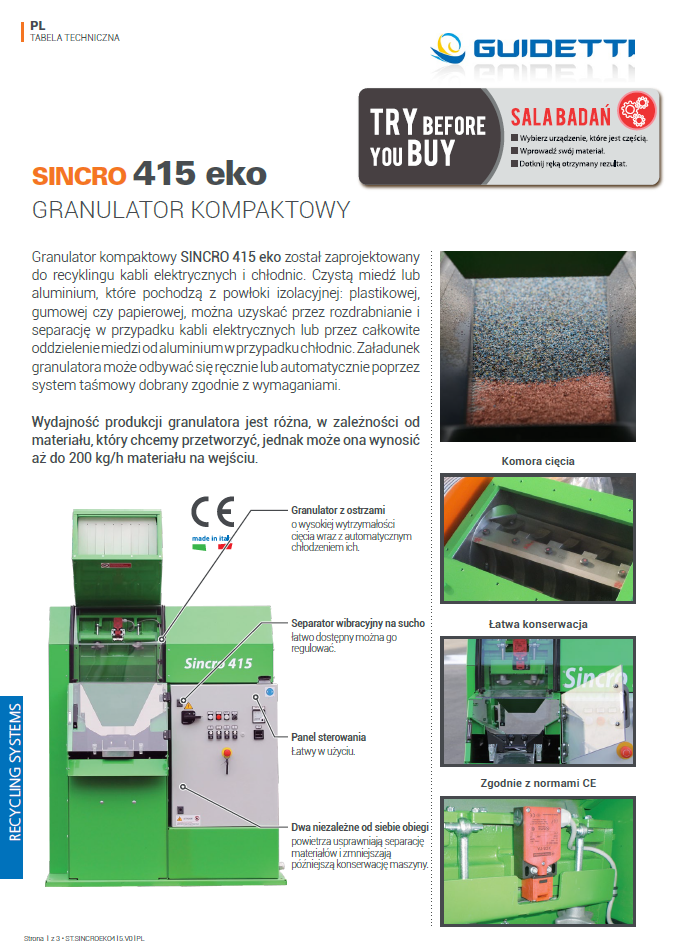 PL
TABELA TECHNICZNA
GUIDETTI
TRY BEFORE
YOU BUY
SALA BADAŃ
Wybierz urządzenie, które jest częścią.
Wprowadź swój materiał.
Dotknij ręką otrzymany rezultat.
SINCRO 415 eko
GRANULATOR KOMPAKTOWY
Granulator kompaktowy SINCRO 415 eko został zaprojektowany
do recyklingu kabli elektrycznych i chłodnic. Czystą miedź lub
aluminium, które pochodzą z powłoki izolacyjnej: plastikowej,
gumowej czy papierowej, można uzyskać przez rozdrabnianie i
separację w przypadku kabli elektrycznych lub przez całkowite
oddzielenie miedzi od aluminium w przypadku chłodnic. Załadunek
granulatora może odbywać się ręcznie lub automatycznie poprzez
system taśmowy dobrany zgodnie z wymaganiami.
Wydajność produkcji granulatora jest różna, w zależności od
materiału, który chcemy przetworzyć, jednak może ona wynosić
aż do 200 kg/h materiału na wejściu.
Komora cięcia
CE
made in italy
Granulator z ostrzami
o wysokiej wytrzymałości
cięcia wraz z automatycznym
chłodzeniem ich.
Separator wibracyjny na sucho
łatwo dostępny można go
regulować.
Łatwa konserwacja
Sincro 415
Sincro
Panel sterowania
Łatwy w użyciu.
Zgodnie z normami CE
Dwa niezależne od siebie obiegi
powietrza usprawniają separację
materiałów i zmniejszają
późniejszą konserwację maszyny.
RECYCLING SYSTEMS
Strona 1 z 3 • ST.SINCROEKO415.V0|PL